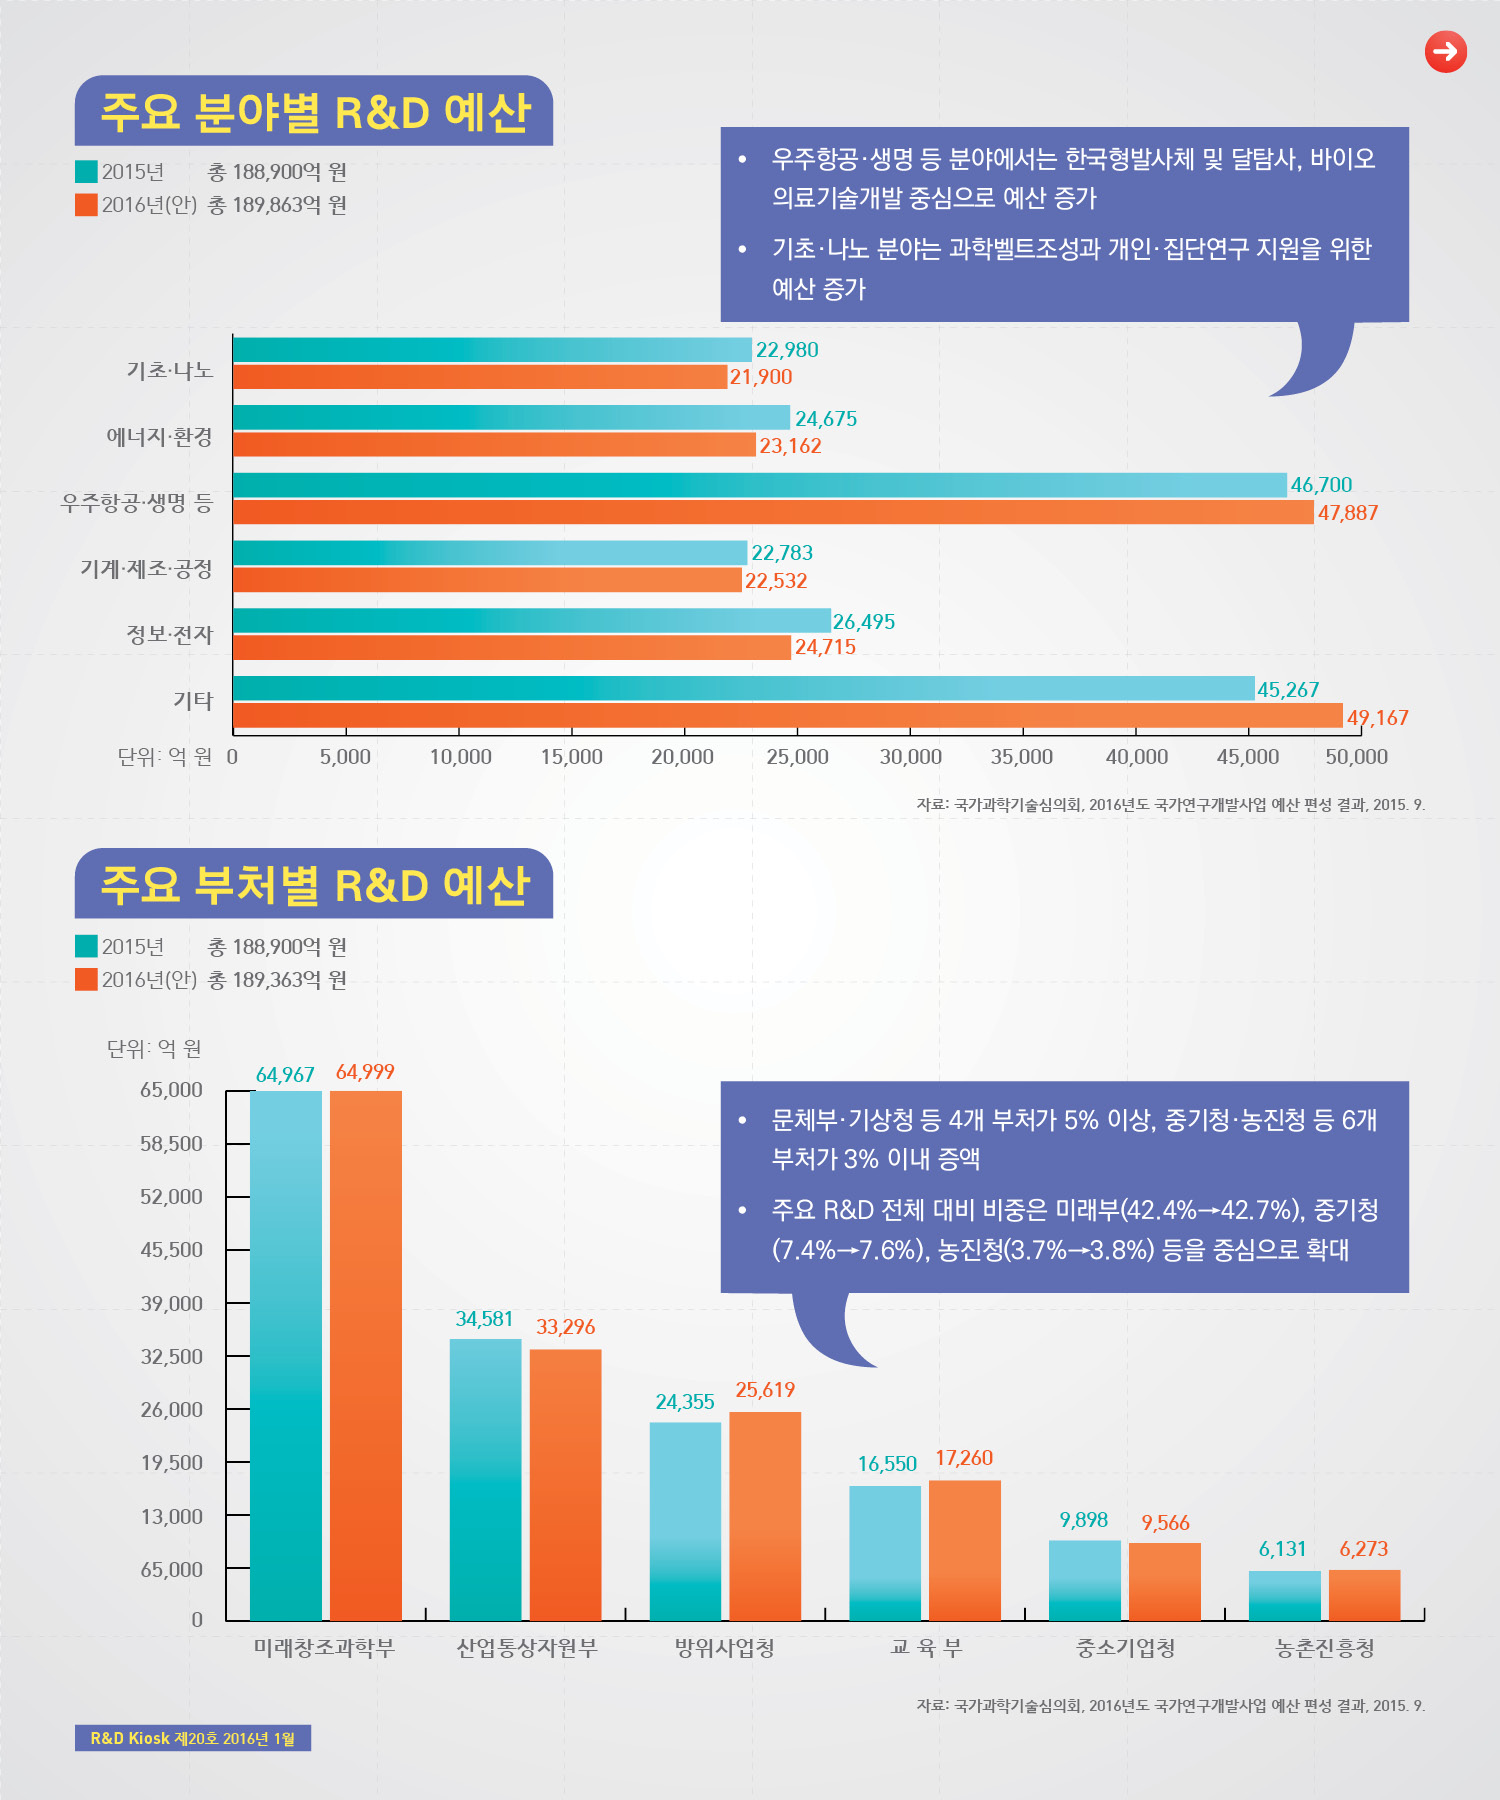 주요 분야별 R&D 예산
2015년 총 188,900억 원
2016년(안) 총 189,863억 원
• 우주항공·생명 등 분야에서는 한국형발사체 및 달탐사, 바이오
의료기술개발 중심으로 예산 증가
• 기초·나노 분야는 과학벨트조성과 개인·집단연구 지원을 위한
예산 증가
기초·나노 22,980
21,900
에너지·환경 24,675
23,162
우주항공·생명 등 46,700
47,887
기계·제조·공정 22,783
22,532
정보·전자 26,495
24,715
기타 45,267
49,167
단위: 억 원 0 5,000 10,000 15,000 20,000 25,000 30,000 35,000 40,000 45,000 50,000
자료: 국가과학기술심의회, 2016년도 국가연구개발사업 예산 편성 결과, 2015. 9.
주요 부처별 R&D 예산
2015년 총 188,900억 원
2016년(안) 총 189,363억 원
단위: 억 원
65,000
58,500
52,000
45,500
39,000
32,500
26,000
19,500
13,000
65,000
0
64,967 64,999
34,581 33,296
24,355 25,619
16,550 17,260
9,898 9,566
6,131 6,273
• 문체부·기상청 등 4개 부처가 5% 이상, 중기청·농진청 등 6개
부처가 3% 이내 증액
• 주요 R&D 전체 대비 비중은 미래부(42.4%→42.7%), 중기청
(7.4%→7.6%), 농진청(3.7%→3.8%) 등을 중심으로 확대
미래창조과학부 산업통상자원부 방위사업청 교 육 부 중소기업청 농촌진흥청
자료: 국가과학기술심의회, 2016년도 국가연구개발사업 예산 편성 결과, 2015. 9.
R&D Kiosk 제20호 2016년 1월